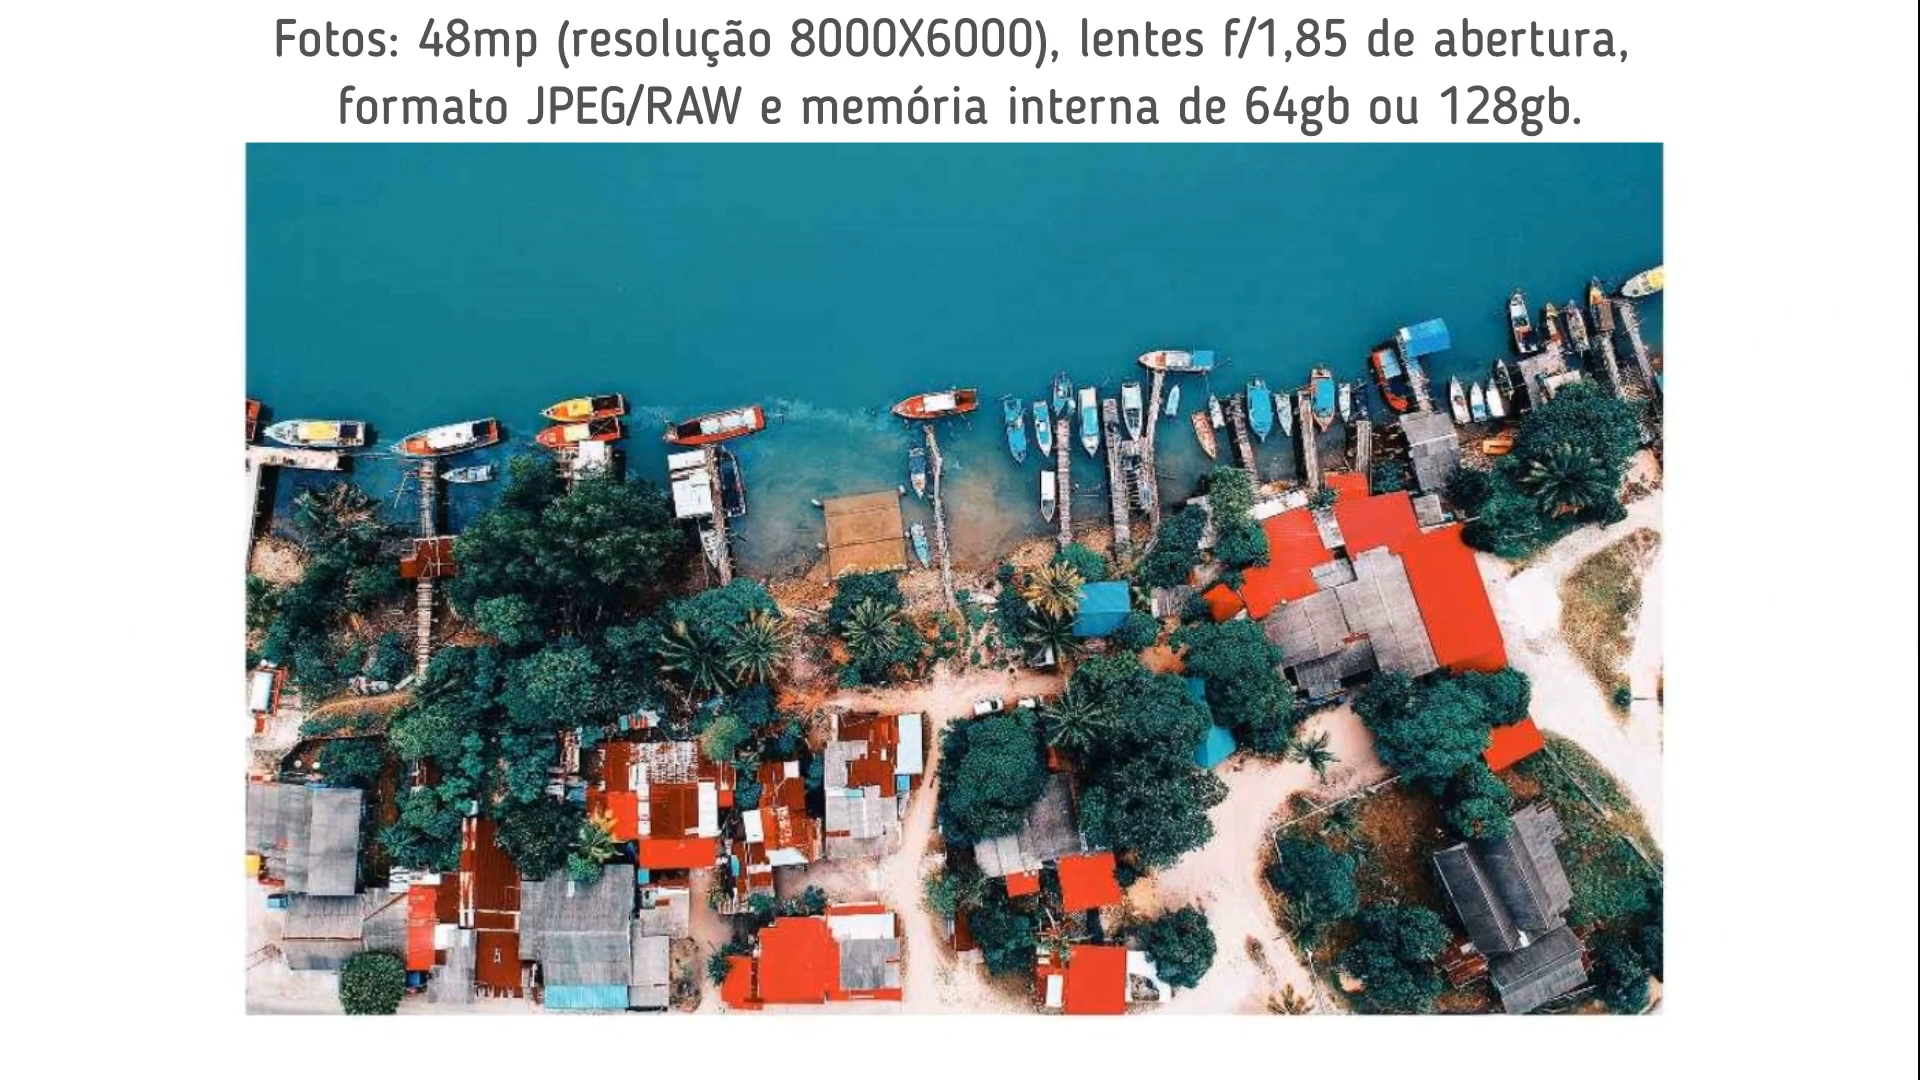 Fotos: 48mp (resolução 8000X6000), lentes f/1,85 de abertura,
formato JPEG/RAW e memória interna de 64gb ou 128gb.